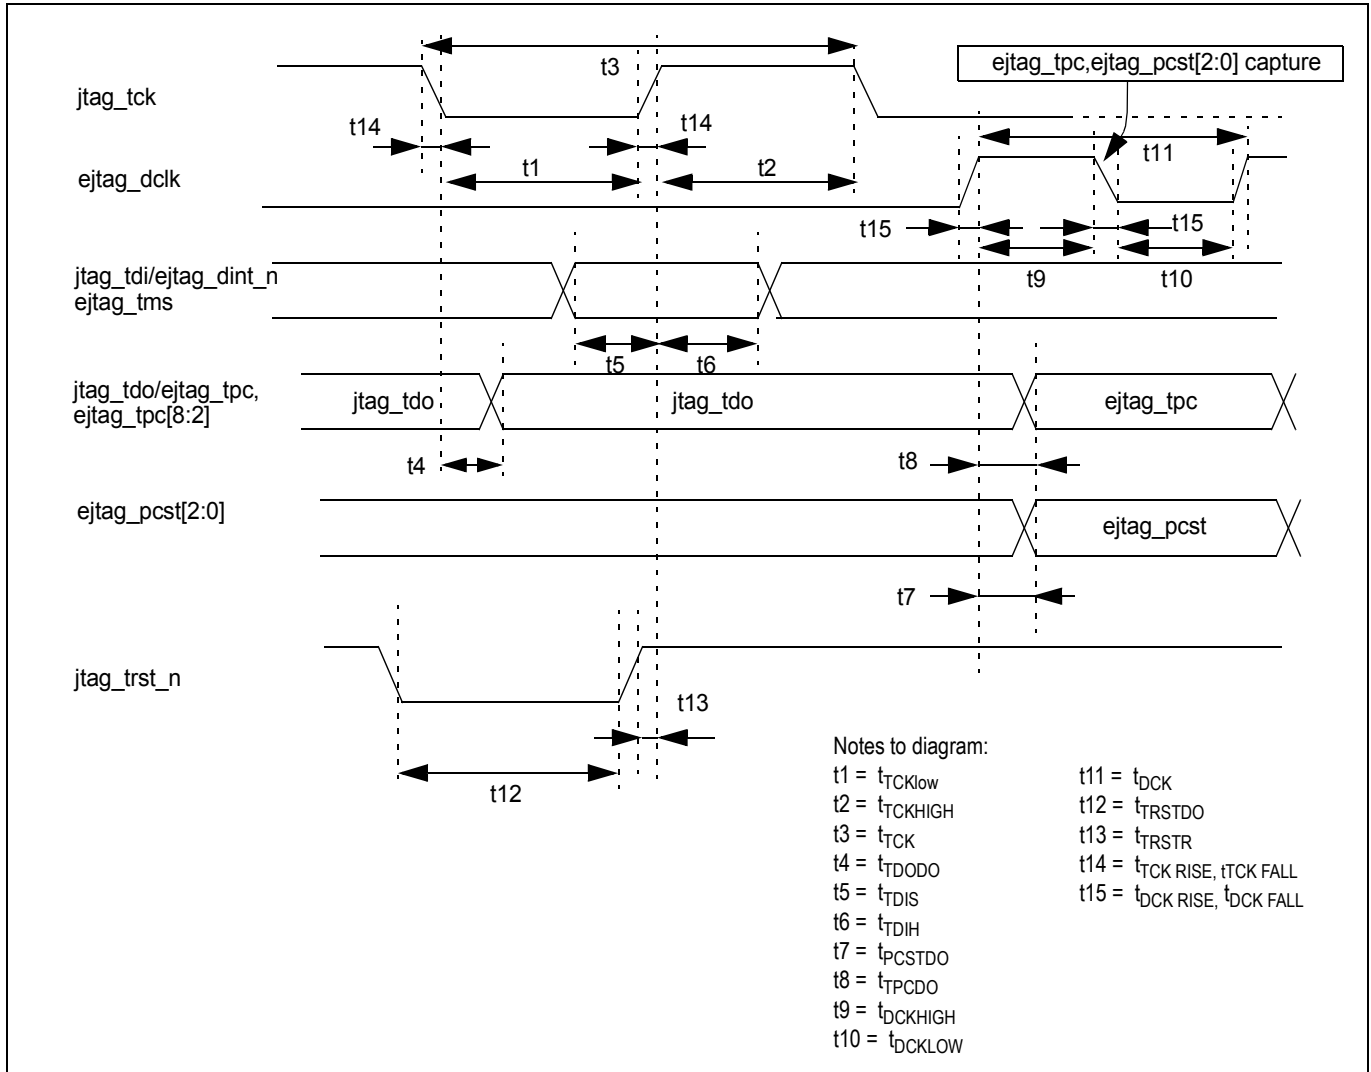 t3
ejtag_tpc,ejtag_pcst[2:0] capture
jtag_tck
t14
t14
t11
ejtag_dclk
t1
t2
t15
t15
jtag_tdi/ejtag_dint_n
ejtag_tms
t9
t10
t5
t6
jtag_tdo/ejtag_tpc,
ejtag_tpc[8:2]
jtag_tdo
jtag_tdo
ejtag_tpc
t4
t8
ejtag_pcst[2:0]
ejtag_pcst
t7
jtag_trst_n
t13
t12
Notes to diagram:
t1 = tTCKlow
t2 = tTCKHIGH
t3 = tTCK
t4 = tTDODO
t5 = tTDIS
t6 = tTDIH
t7 = tPCSTDO
t8 = tTPCDO
t9 = tDCKHIGH
t10 = tDCKLOW
t11 = tDCK
t12 = tTRSTDO
t13 = tTRSTR
t14 = tTCK RISE, tTCK FALL
t15 = tDCK RISE, tDCK FALL